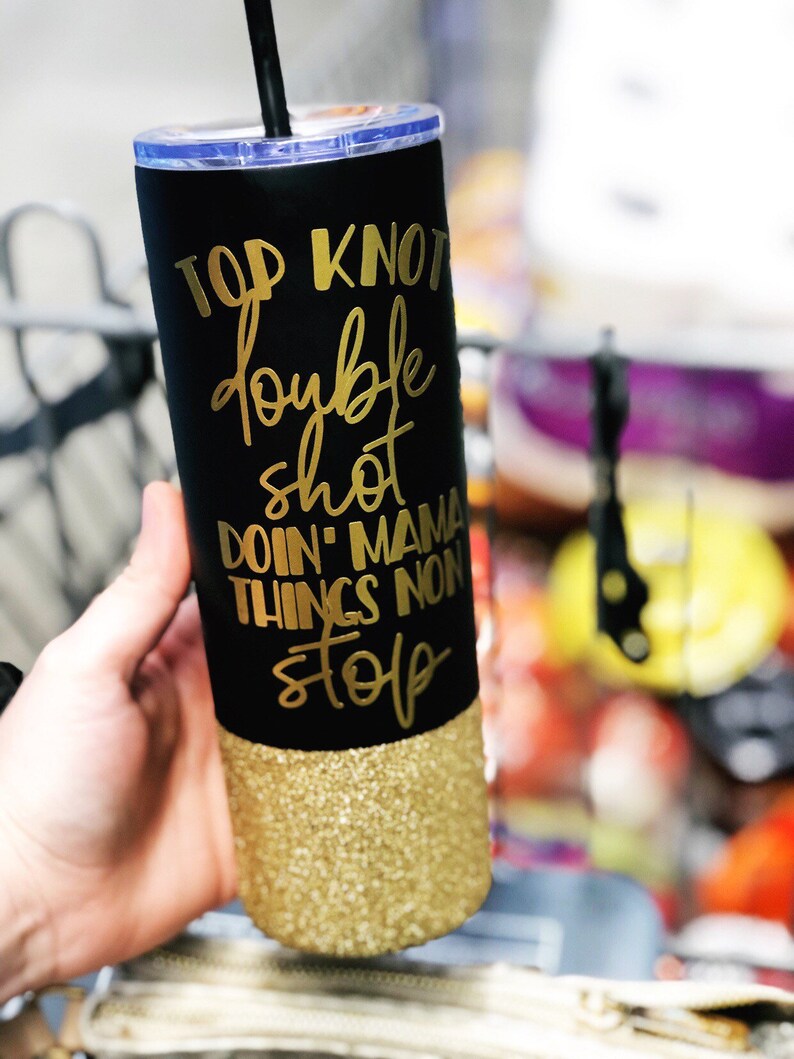 TOP KNOT
double
shot
DOIN' MAMA
THINGS NON
stop